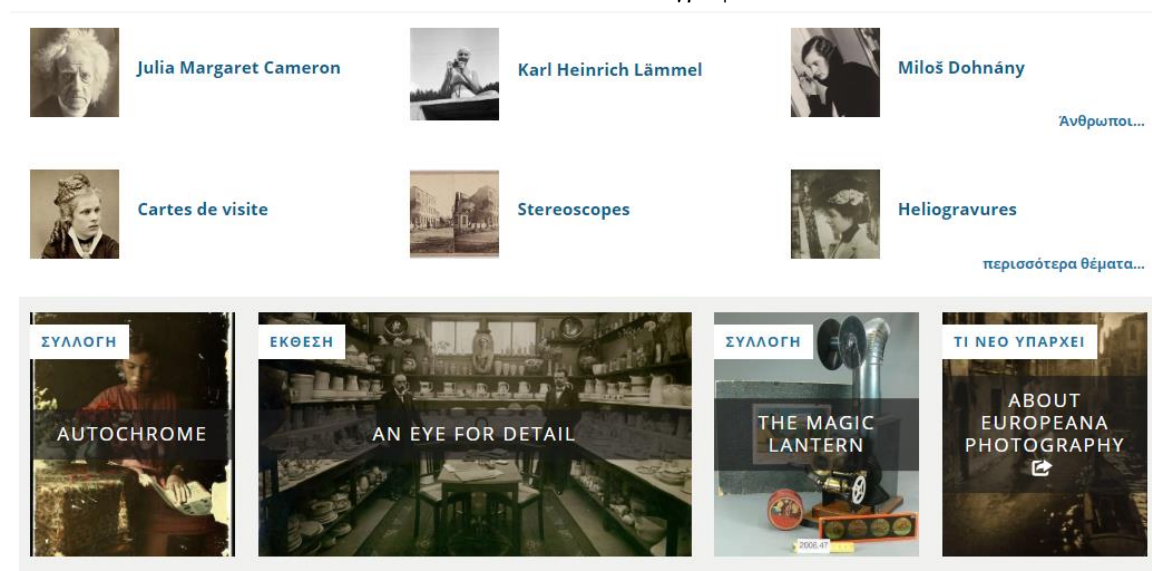 Julia Margaret Cameron
Karl Heinrich Lämmel
Miloš Dohnány
Άνθρωποι...
Cartes de visite
Stereoscopes
Heliogravures
περισσότερα θέματα...
ΣΥΛΛΟΓΗ
AUTOCHROME
ΕΚΘΕΣΗ
AN EYE FOR DETAIL
ΣΥΛΛΟΓΗ
THE MAGIC
LANTERN
2006.47
ΤΙ ΝΕΟ ΥΠΑΡΧΕΙ
ABOUT
EUROPEANA
PHOTOGRAPHY